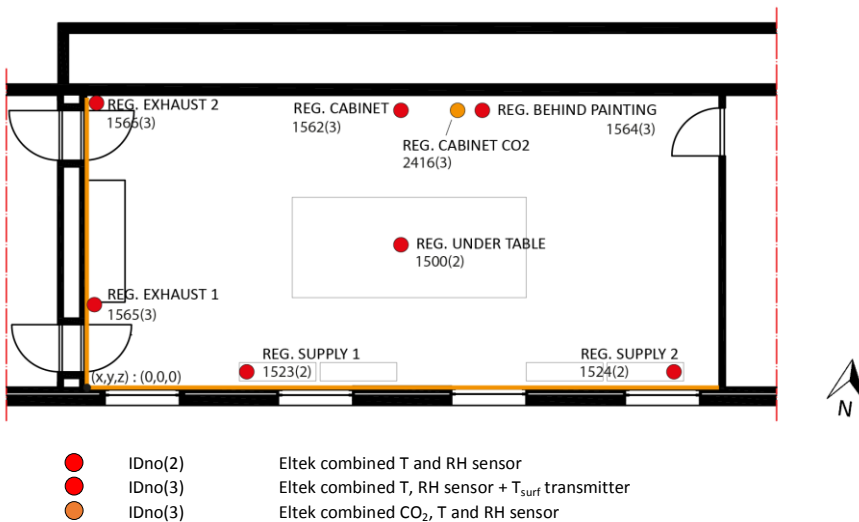 REG. EXHAUST 2
1566(3)
REG. CABINET
1562(3)
REG. BEHIND PAINTING
1564(3)
REG. CABINET CO2
2416(3)
REG. UNDER TABLE
1500(2)
REG. EXHAUST 1
1565(3)
REG. SUPPLY 1
1523(2)
REG. SUPPLY 2
1524(2)
(x,y,z) : (0,0,0)
N
IDno(2) Eltek combined T and RH sensor
IDno(3) Eltek combined T, RH sensor + Tsurf transmitter
IDno(3) Eltek combined CO2, T and RH sensor